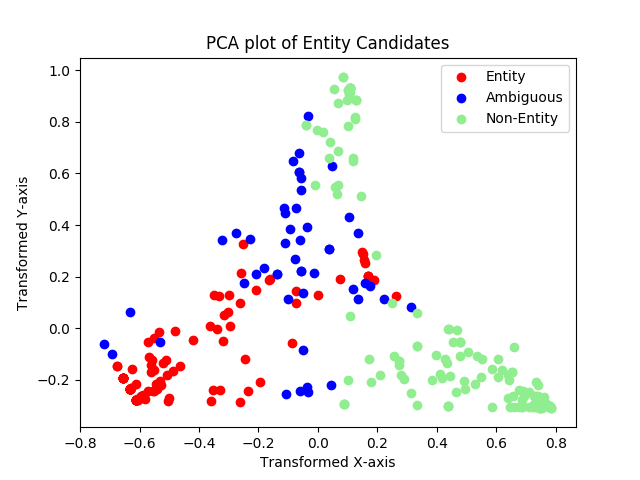 PCA plot of Entity Candidates
Entity
Ambiguous
Non-Entity
Transformed Y-axis
1.0
0.8
0.6
0.4
0.2
0.0
−0.2
−0.8 −0.6 −0.4 −0.2 0.0 0.2 0.4 0.6 0.8
Transformed X-axis